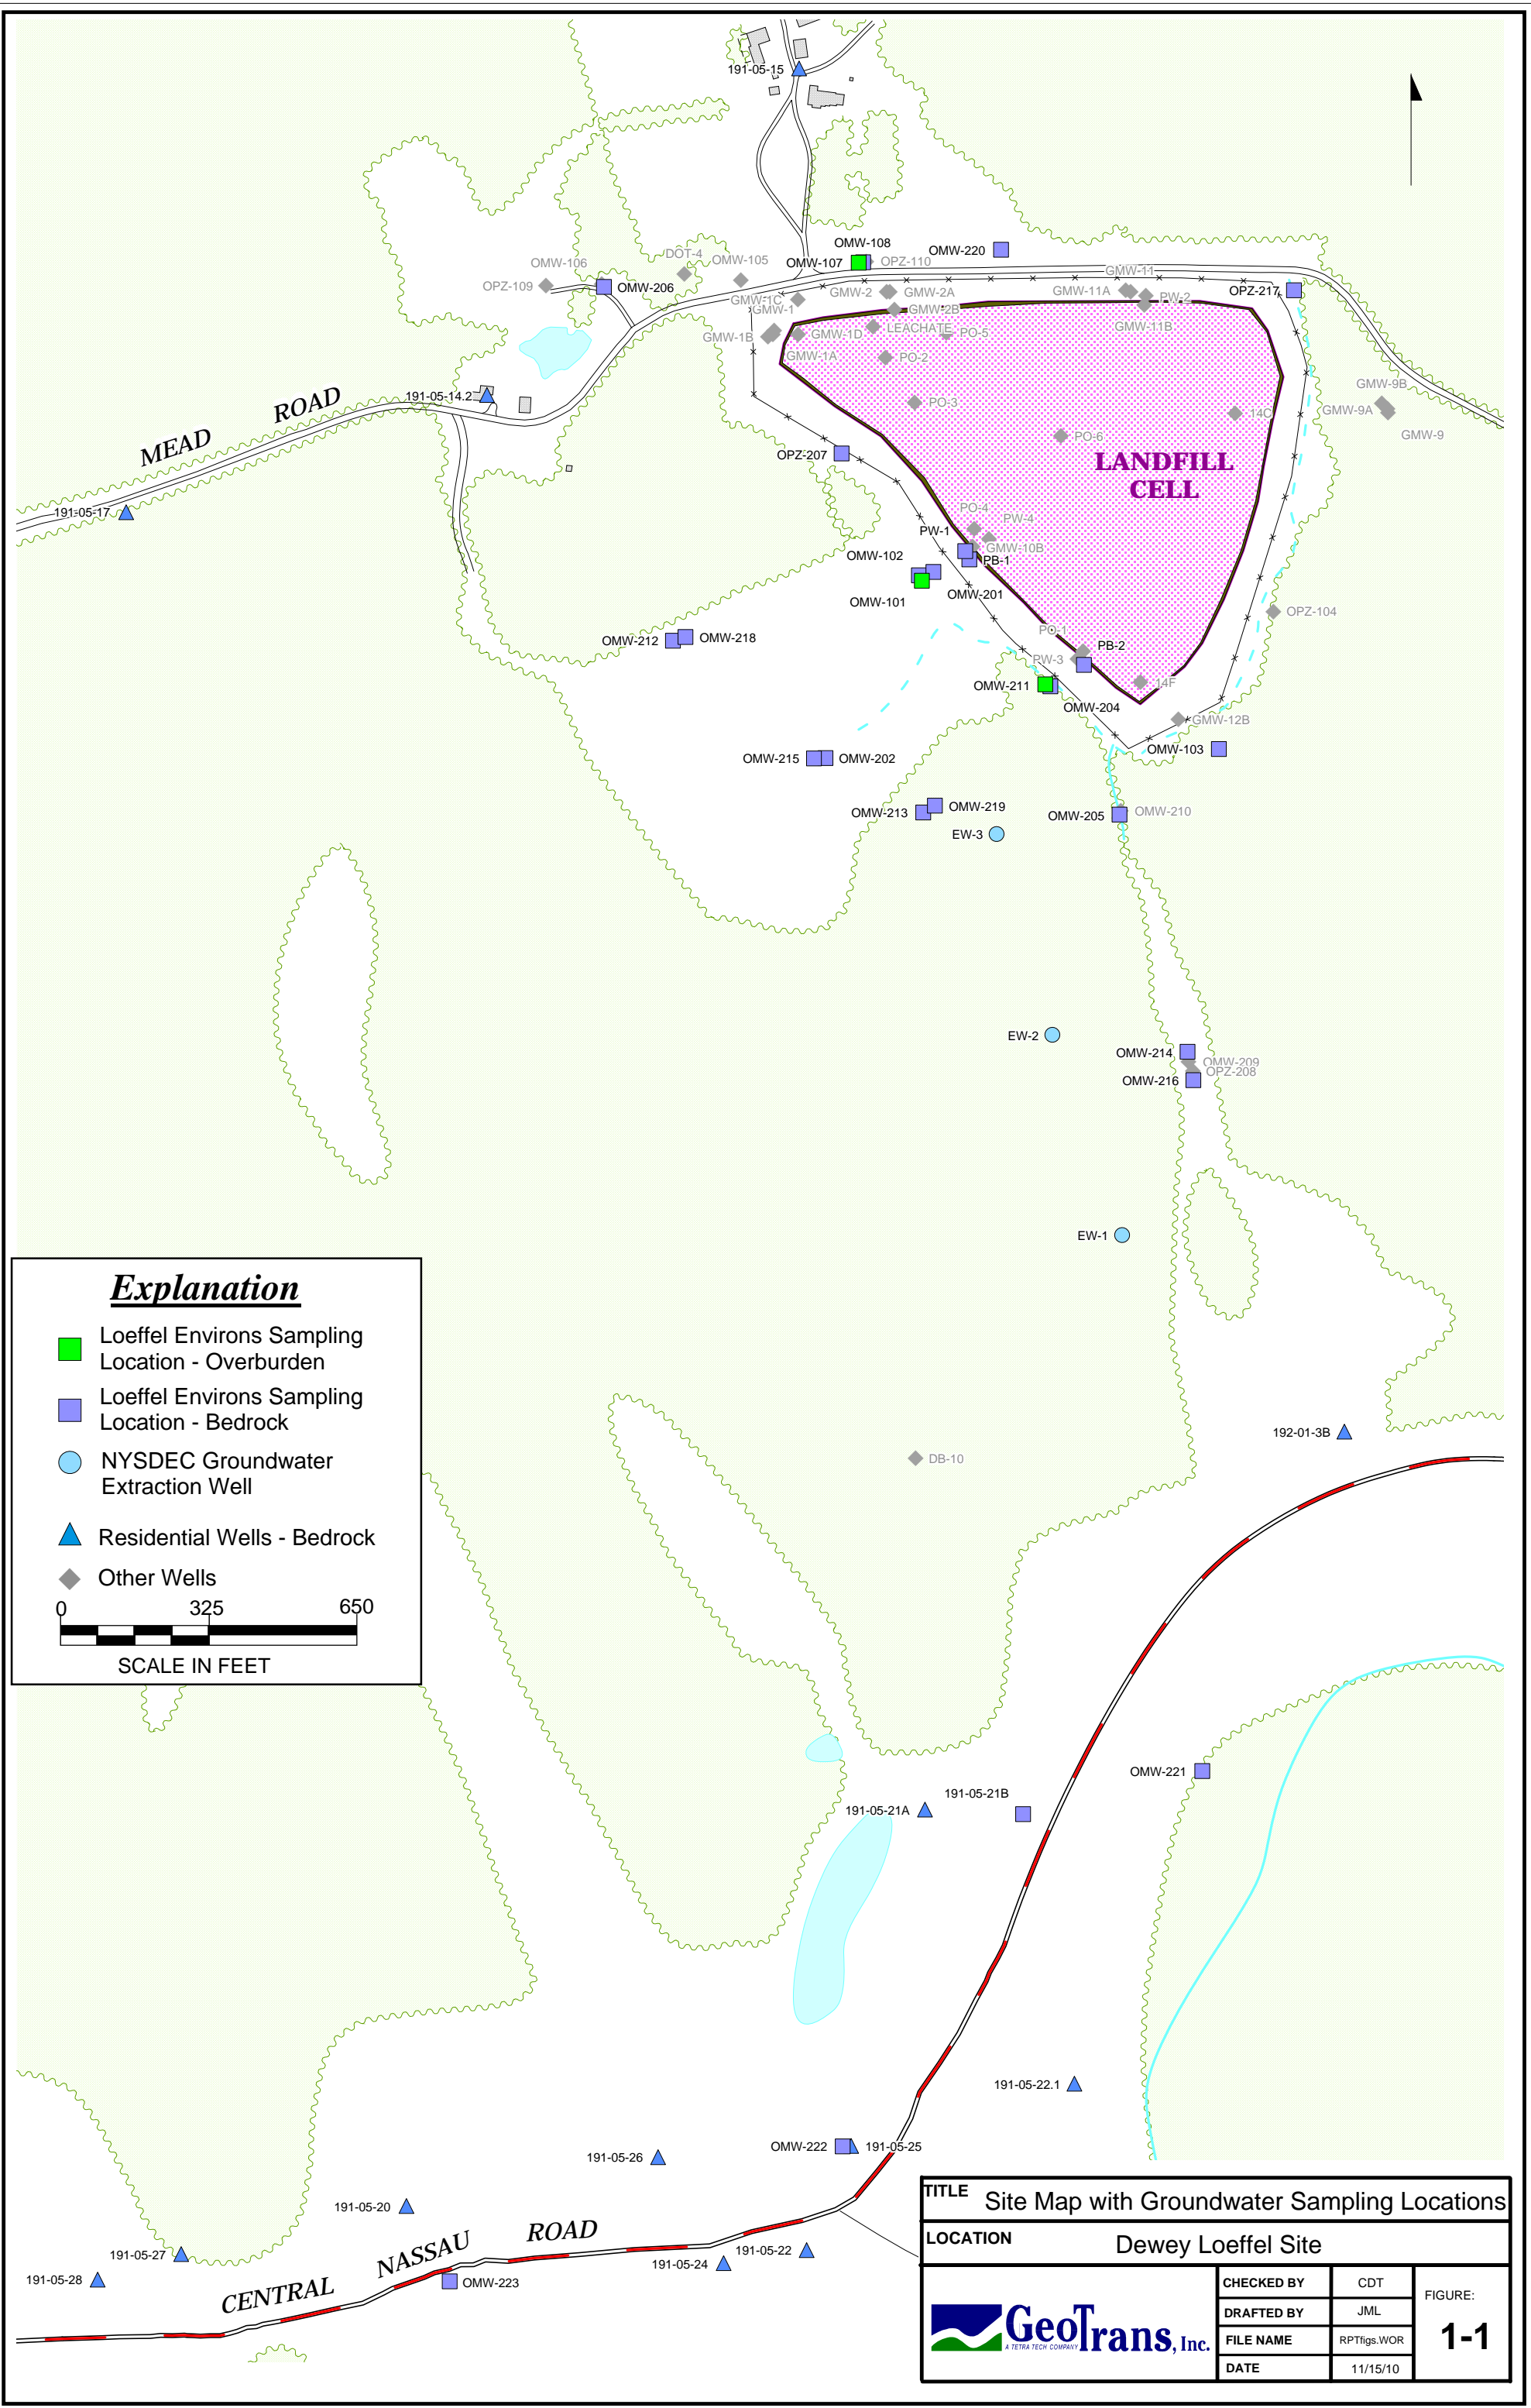 191-05-15
OMW-108
OMW-107
OPZ-110
OMW-220
DOT-4
OMW-105
OMW-106
OPZ-109
OMW-206
GMW-1C
GMW-1
GMW-2
GMW-2A
GMW-2B
GMW-11
GMW-11A
PW-2
GMW-11B
OPZ-217
GMW-1B
GMW-1D
GMW-1A
LEACHATE
PO-5
PO-2
PO-3
PO-6
14C
GMW-9B
GMW-9A
GMW-9
191-05-14.2
MEAD ROAD
191-05-17
OPZ-207
LANDFILL
CELL
PO-4
PW-4
PW-1
GMW-10B
PB-1
OMW-102
OMW-101
OMW-201
OPZ-104
OMW-212
OMW-218
PO-1
PB-2
PW-3
14F
OMW-211
OMW-204
GMW-12B
OMW-103
OMW-215
OMW-202
OMW-213
OMW-219
EW-3
OMW-205
OMW-210
EW-2
OMW-214
OMW-209
OPZ-208
OMW-216
EW-1
Explanation
Loeffel Environs Sampling
Location - Overburden
Loeffel Environs Sampling
Location - Bedrock
NYSDEC Groundwater
Extraction Well
Residential Wells - Bedrock
Other Wells
0 325 650
SCALE IN FEET
192-01-3B
DB-10
OMW-221
191-05-21B
191-05-21A
191-05-22.1
OMW-222
191-05-25
191-05-26
191-05-20
191-05-27
191-05-28
CENTRAL NASSAU ROAD
OMW-223
191-05-24
191-05-22
TITLE Site Map with Groundwater Sampling Locations
LOCATION Dewey Loeffel Site
GeoTrans, Inc.
A TETRA TECH COMPANY
CHECKED BY CDT
DRAFTED BY JML
FILE NAME RPTfigs.WOR
DATE 11/15/10
FIGURE:
1-1